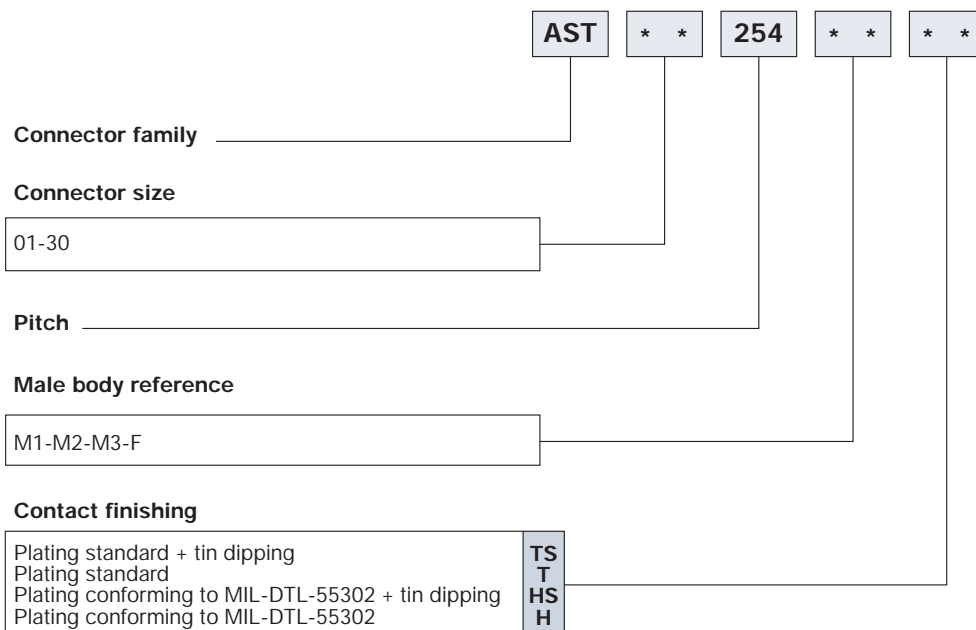 AST * * 254 * * * *
Connector family
Connector size
01-30
Pitch
Male body reference
M1-M2-M3-F
Contact finishing
Plating standard + tin dipping TS
Plating standard T
Plating conforming to MIL-DTL-55302 + tin dipping HS
Plating conforming to MIL-DTL-55302 H